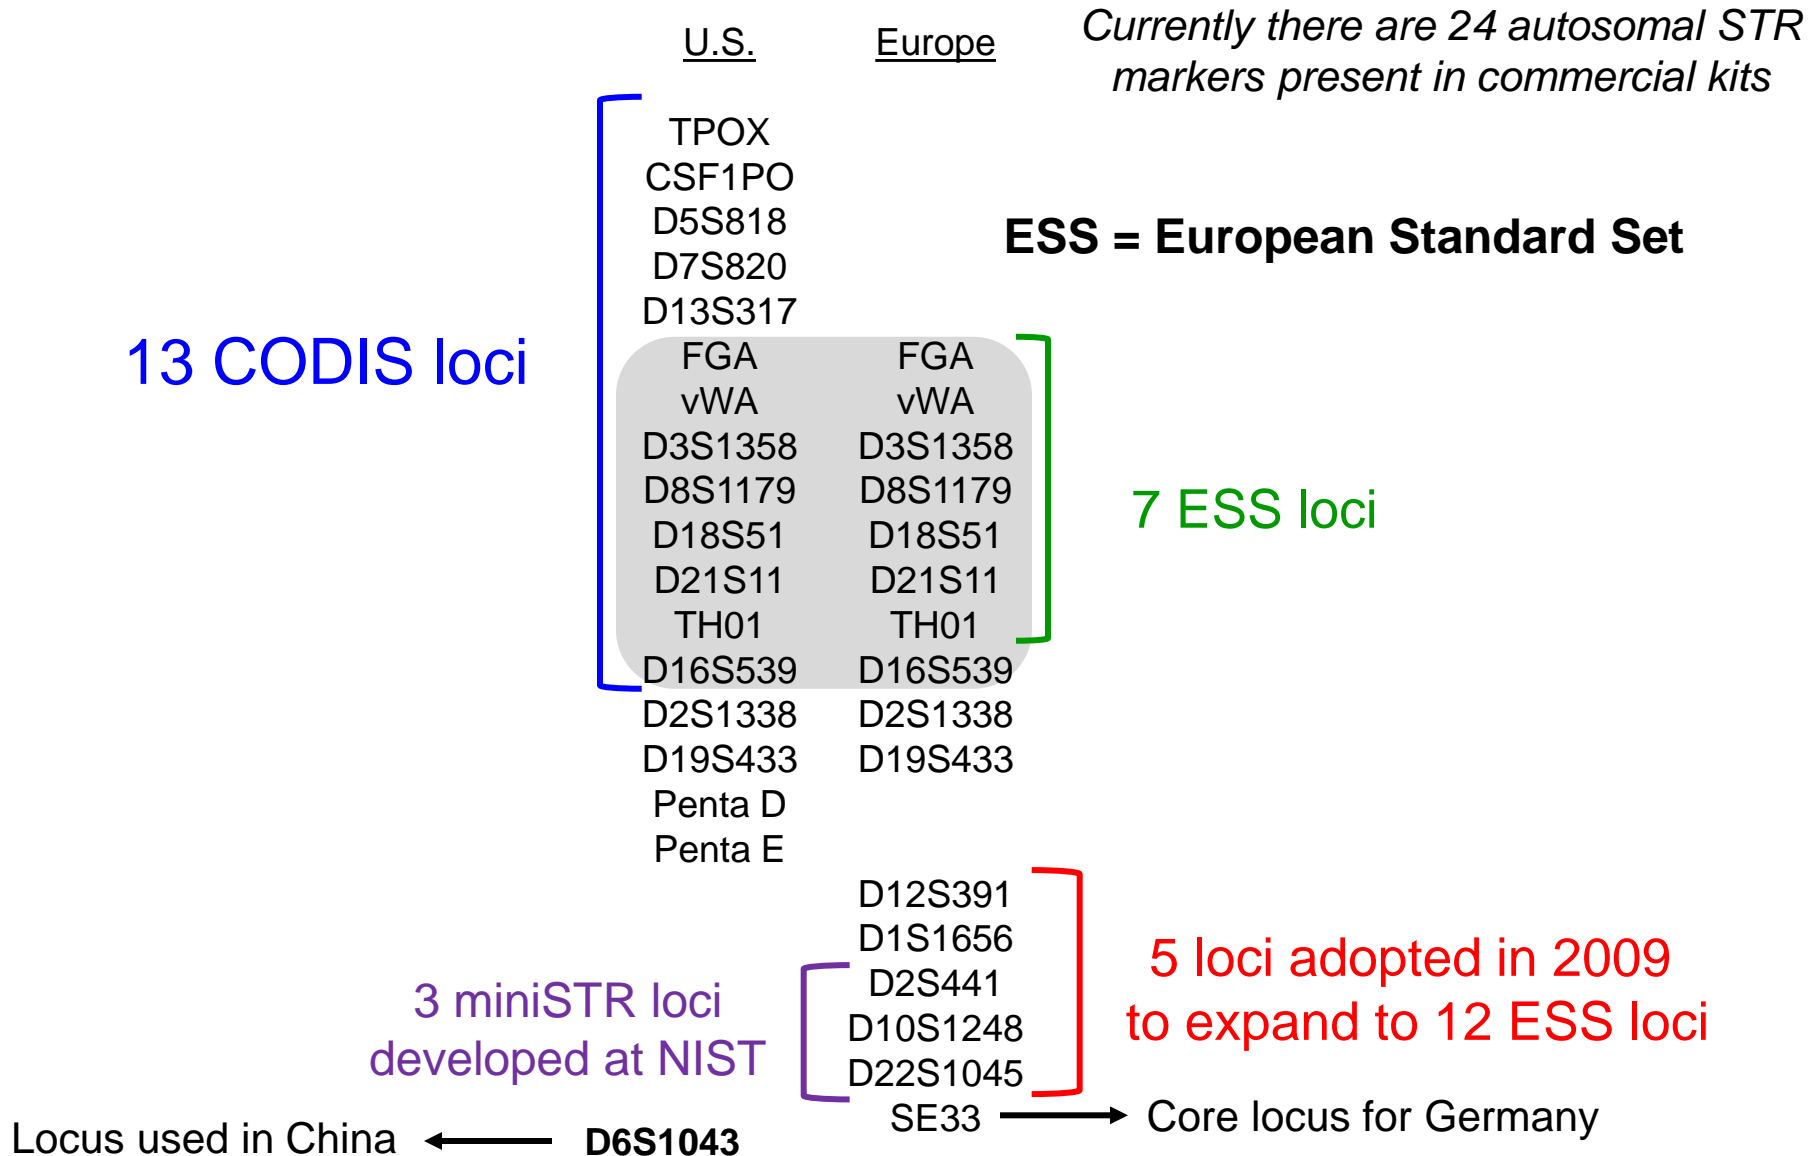 U.S.
Europe
Currently there are 24 autosomal STR
markers present in commercial kits
TPOX
CSF1PO
D5S818
D7S820
D13S317
ESS = European Standard Set
13 CODIS loci
FGA FGA
vWA vWA
D3S1358 D3S1358
D8S1179 D8S1179
D18S51 D18S51
D21S11 D21S11
TH01 TH01
D16S539 D16S539
7 ESS loci
D2S1338 D2S1338
D19S433 D19S433
Penta D
Penta E
D12S391
D1S1656
D2S441
D10S1248
D22S1045
5 loci adopted in 2009
to expand to 12 ESS loci
3 miniSTR loci
developed at NIST
SE33
Core locus for Germany
Locus used in China
D6S1043